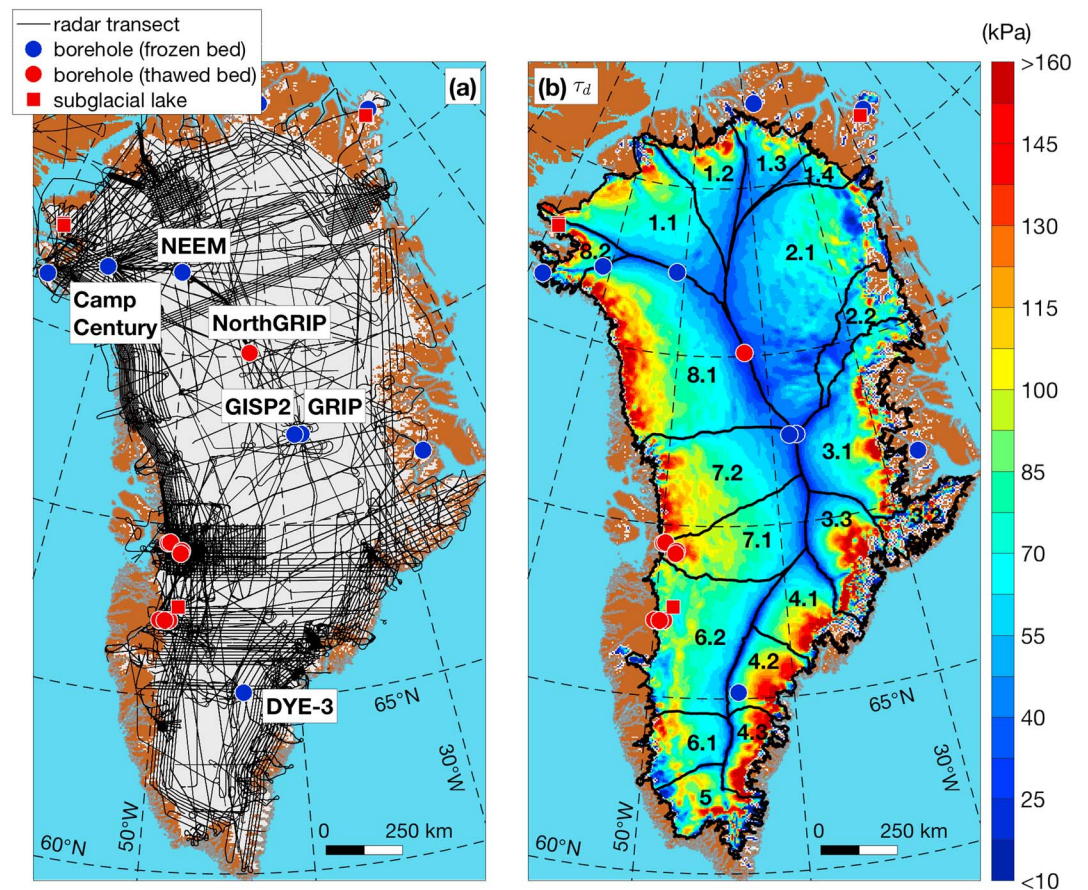 radar transect
borehole (frozen bed)
borehole (thawed bed)
subglacial lake
(a)
NEEM
Camp
Century
NorthGRIP
GISP2
GRIP
DYE-3
65°N
30°W
50°W
60°N
0
250 km
(b) τd
1.1
1.2
1.3
1.4
2.1
2.2
8.2
8.1
3.1
7.2
3.2
3.3
7.1
4.1
6.2
4.2
4.3
6.1
5
65°N
30°W
50°W
60°N
0
250 km
(kPa)
>160
145
130
115
100
85
70
55
40
25
<10